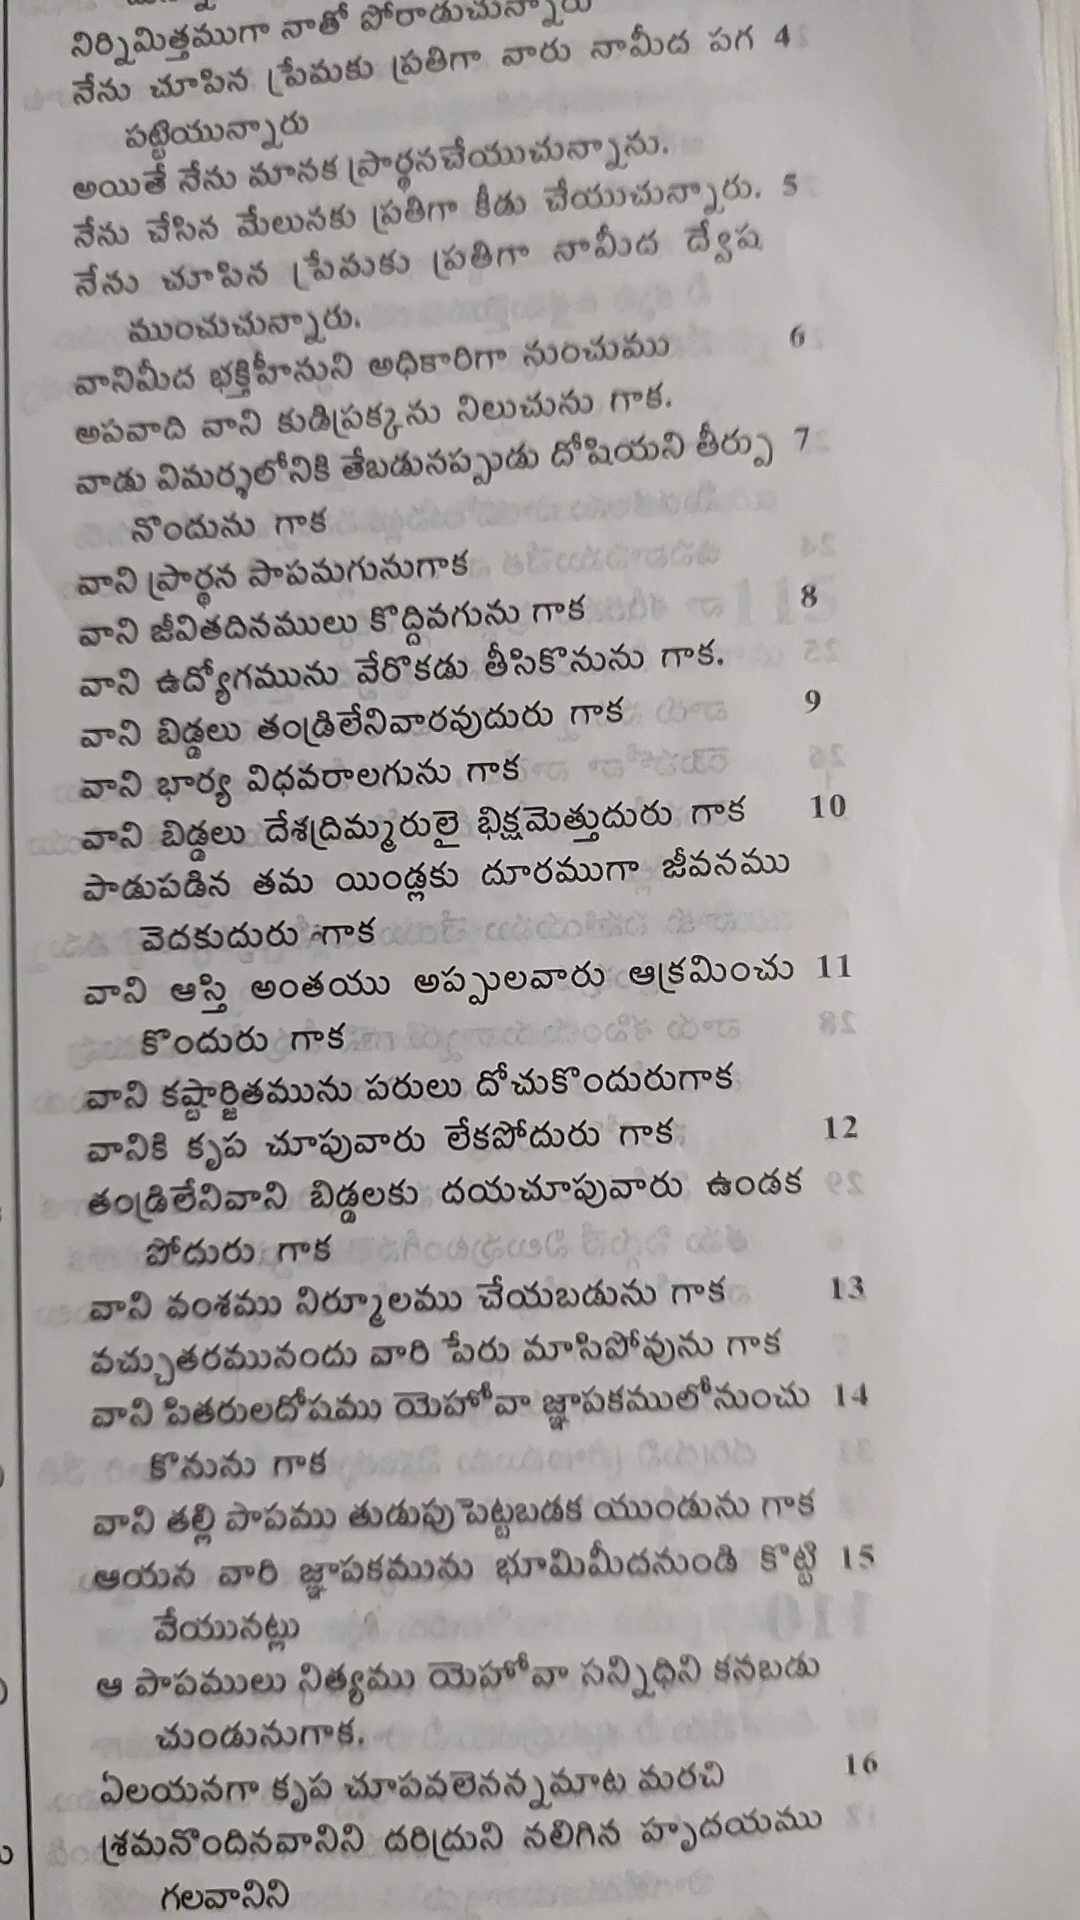 నిర్నిమిత్తముగా నాతో పోరాడుచున్నారు
నేను చూపిన ప్రేమకు ప్రతిగా వారు నామీద పగ 4
పట్టియున్నారు
అయితే నేను మానక ప్రార్థనచేయుచున్నాను.
నేను చేసిన మేలునకు ప్రతిగా కీడు చేయుచున్నారు. 5
నేను చూపిన ప్రేమకు ప్రతిగా నామీద ద్వేష
ముంచుచున్నారు.
వానిమీద భక్తిహీనుని అధికారిగా నుంచుము 6
అపవాది వాని కుడిప్రక్కను నిలుచును గాక.
వాడు విమర్శలోనికి తేబడునప్పుడు దోషియని తీర్పు 7
నొందును గాక
వాని ప్రార్థన పాపమగునుగాక
వాని జీవితదినములు కొద్దివగును గాక 8
వాని ఉద్యోగమును వేరొకడు తీసికొనును గాక.
వాని బిడ్డలు తండ్రిలేనివారవుదురు గాక 9
వాని భార్య విధవరాలగును గాక
వాని బిడ్డలు దేశద్రిమ్మరులై భిక్షమెత్తుదురు గాక 10
పాడుపడిన తమ యిండ్లకు దూరముగా జీవనము
వెదకుదురు గాక
వాని ఆస్తి అంతయు అప్పులవారు ఆక్రమించు 11
కొందురు గాక
వాని కష్టార్జితమును పరులు దోచుకొందురుగాక
వానికి కృప చూపువారు లేకపోదురు గాక 12
తండ్రిలేనివాని బిడ్డలకు దయచూపువారు ఉండక
పోదురు గాక
వాని వంశము నిర్మూలము చేయబడును గాక 13
వచ్చుతరమునందు వారి పేరు మాసిపోవును గాక
వాని పితరులదోషము యెహోవా జ్ఞాపకములోనుంచు 14
కొనును గాక
వాని తల్లి పాపము తుడుపుపెట్టబడక యుండును గాక
ఆయన వారి జ్ఞాపకమును భూమిమీదనుండి కొట్టి 15
వేయునట్లు
ఆ పాపములు నిత్యము యెహోవా సన్నిధిని కనబడు
చుండునుగాక.
ఏలయనగా కృప చూపవలెనన్నమాట మరచి 16
శ్రమనొందినవానిని దరిద్రుని నలిగిన హృదయము
గలవానిని